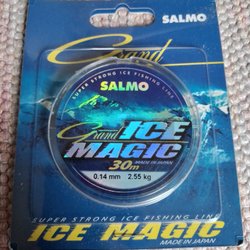 SALMO
Grand
SUPER STRONG ICE FISHING LINE
SALMO
Grand ICE
MAGIC
30m
MADE IN JAPAN
0.14 mm 2.55 kg
SUPER STRONG ICE FISHING LINE
ICE MAGIC
MADE IN JAPAN